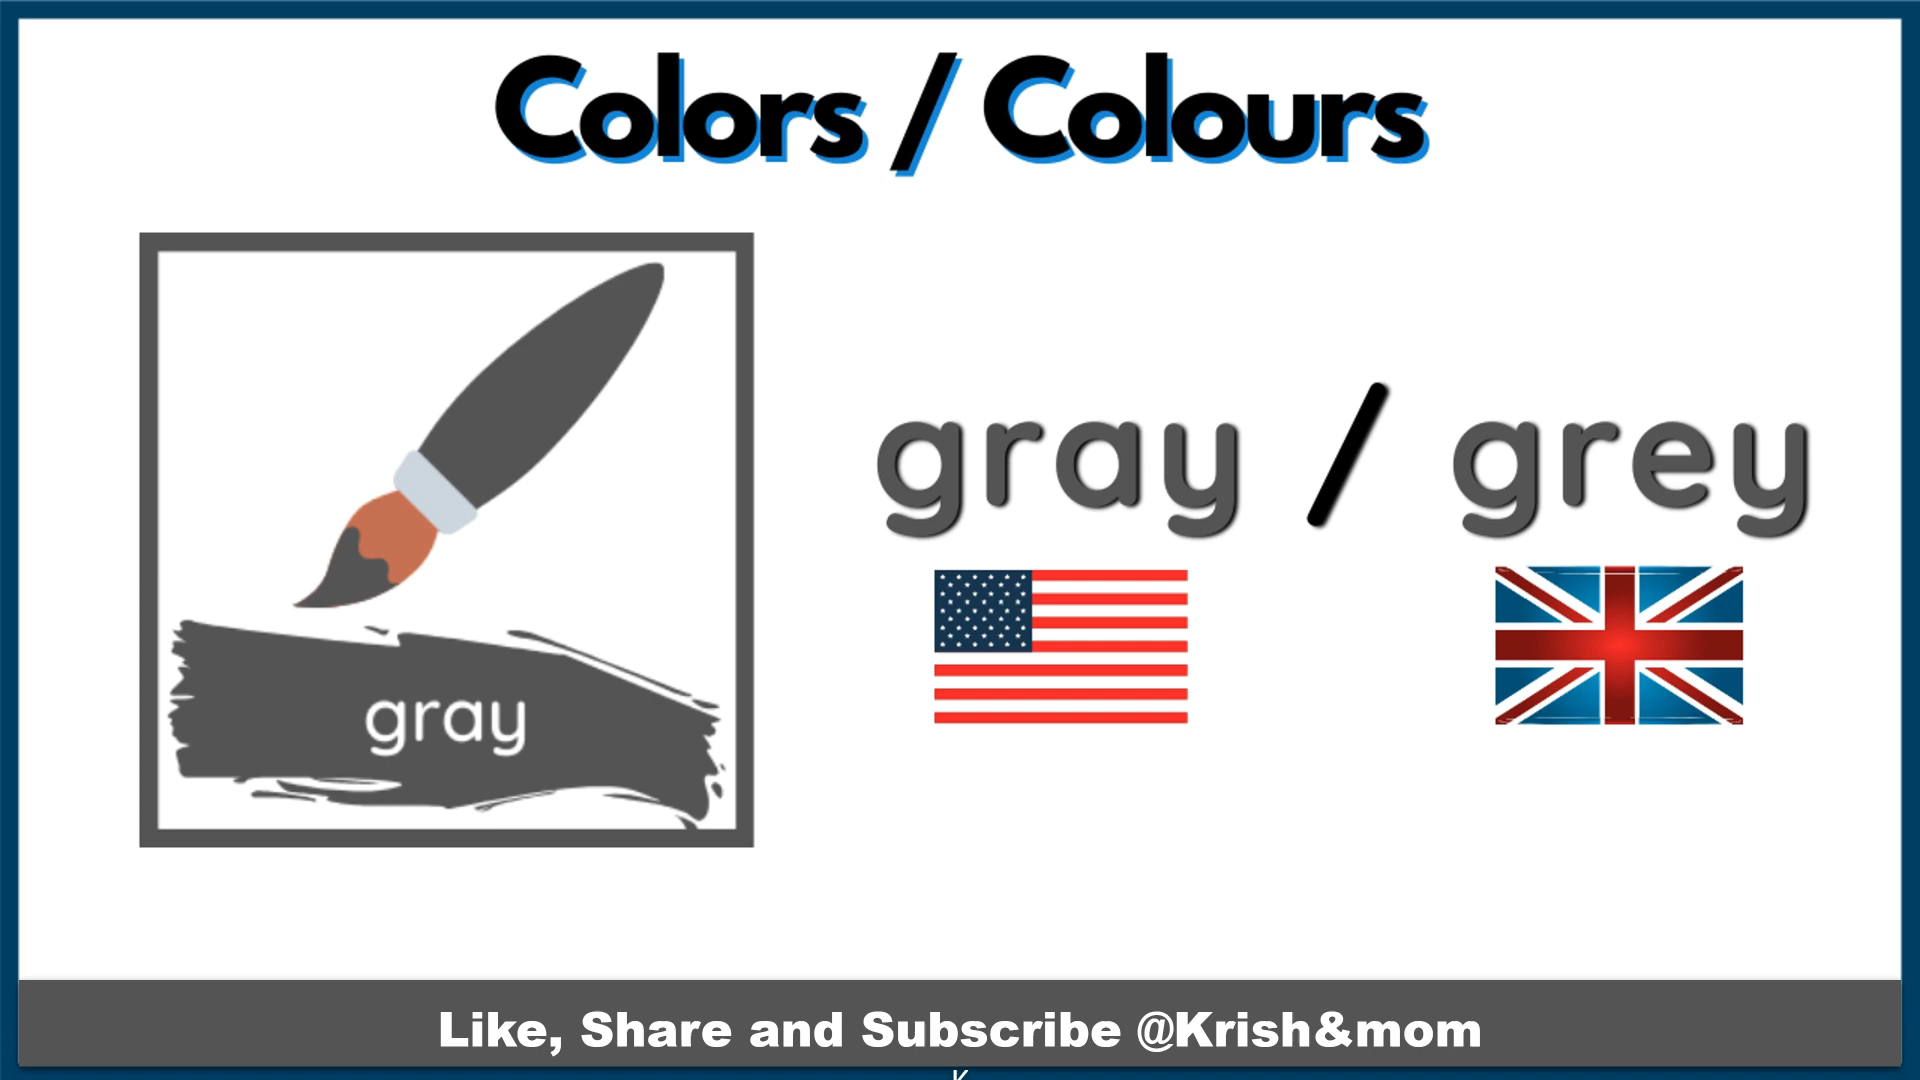 Colors / Colours
gray / grey
gray
Like, Share and Subscribe @Krish&mom